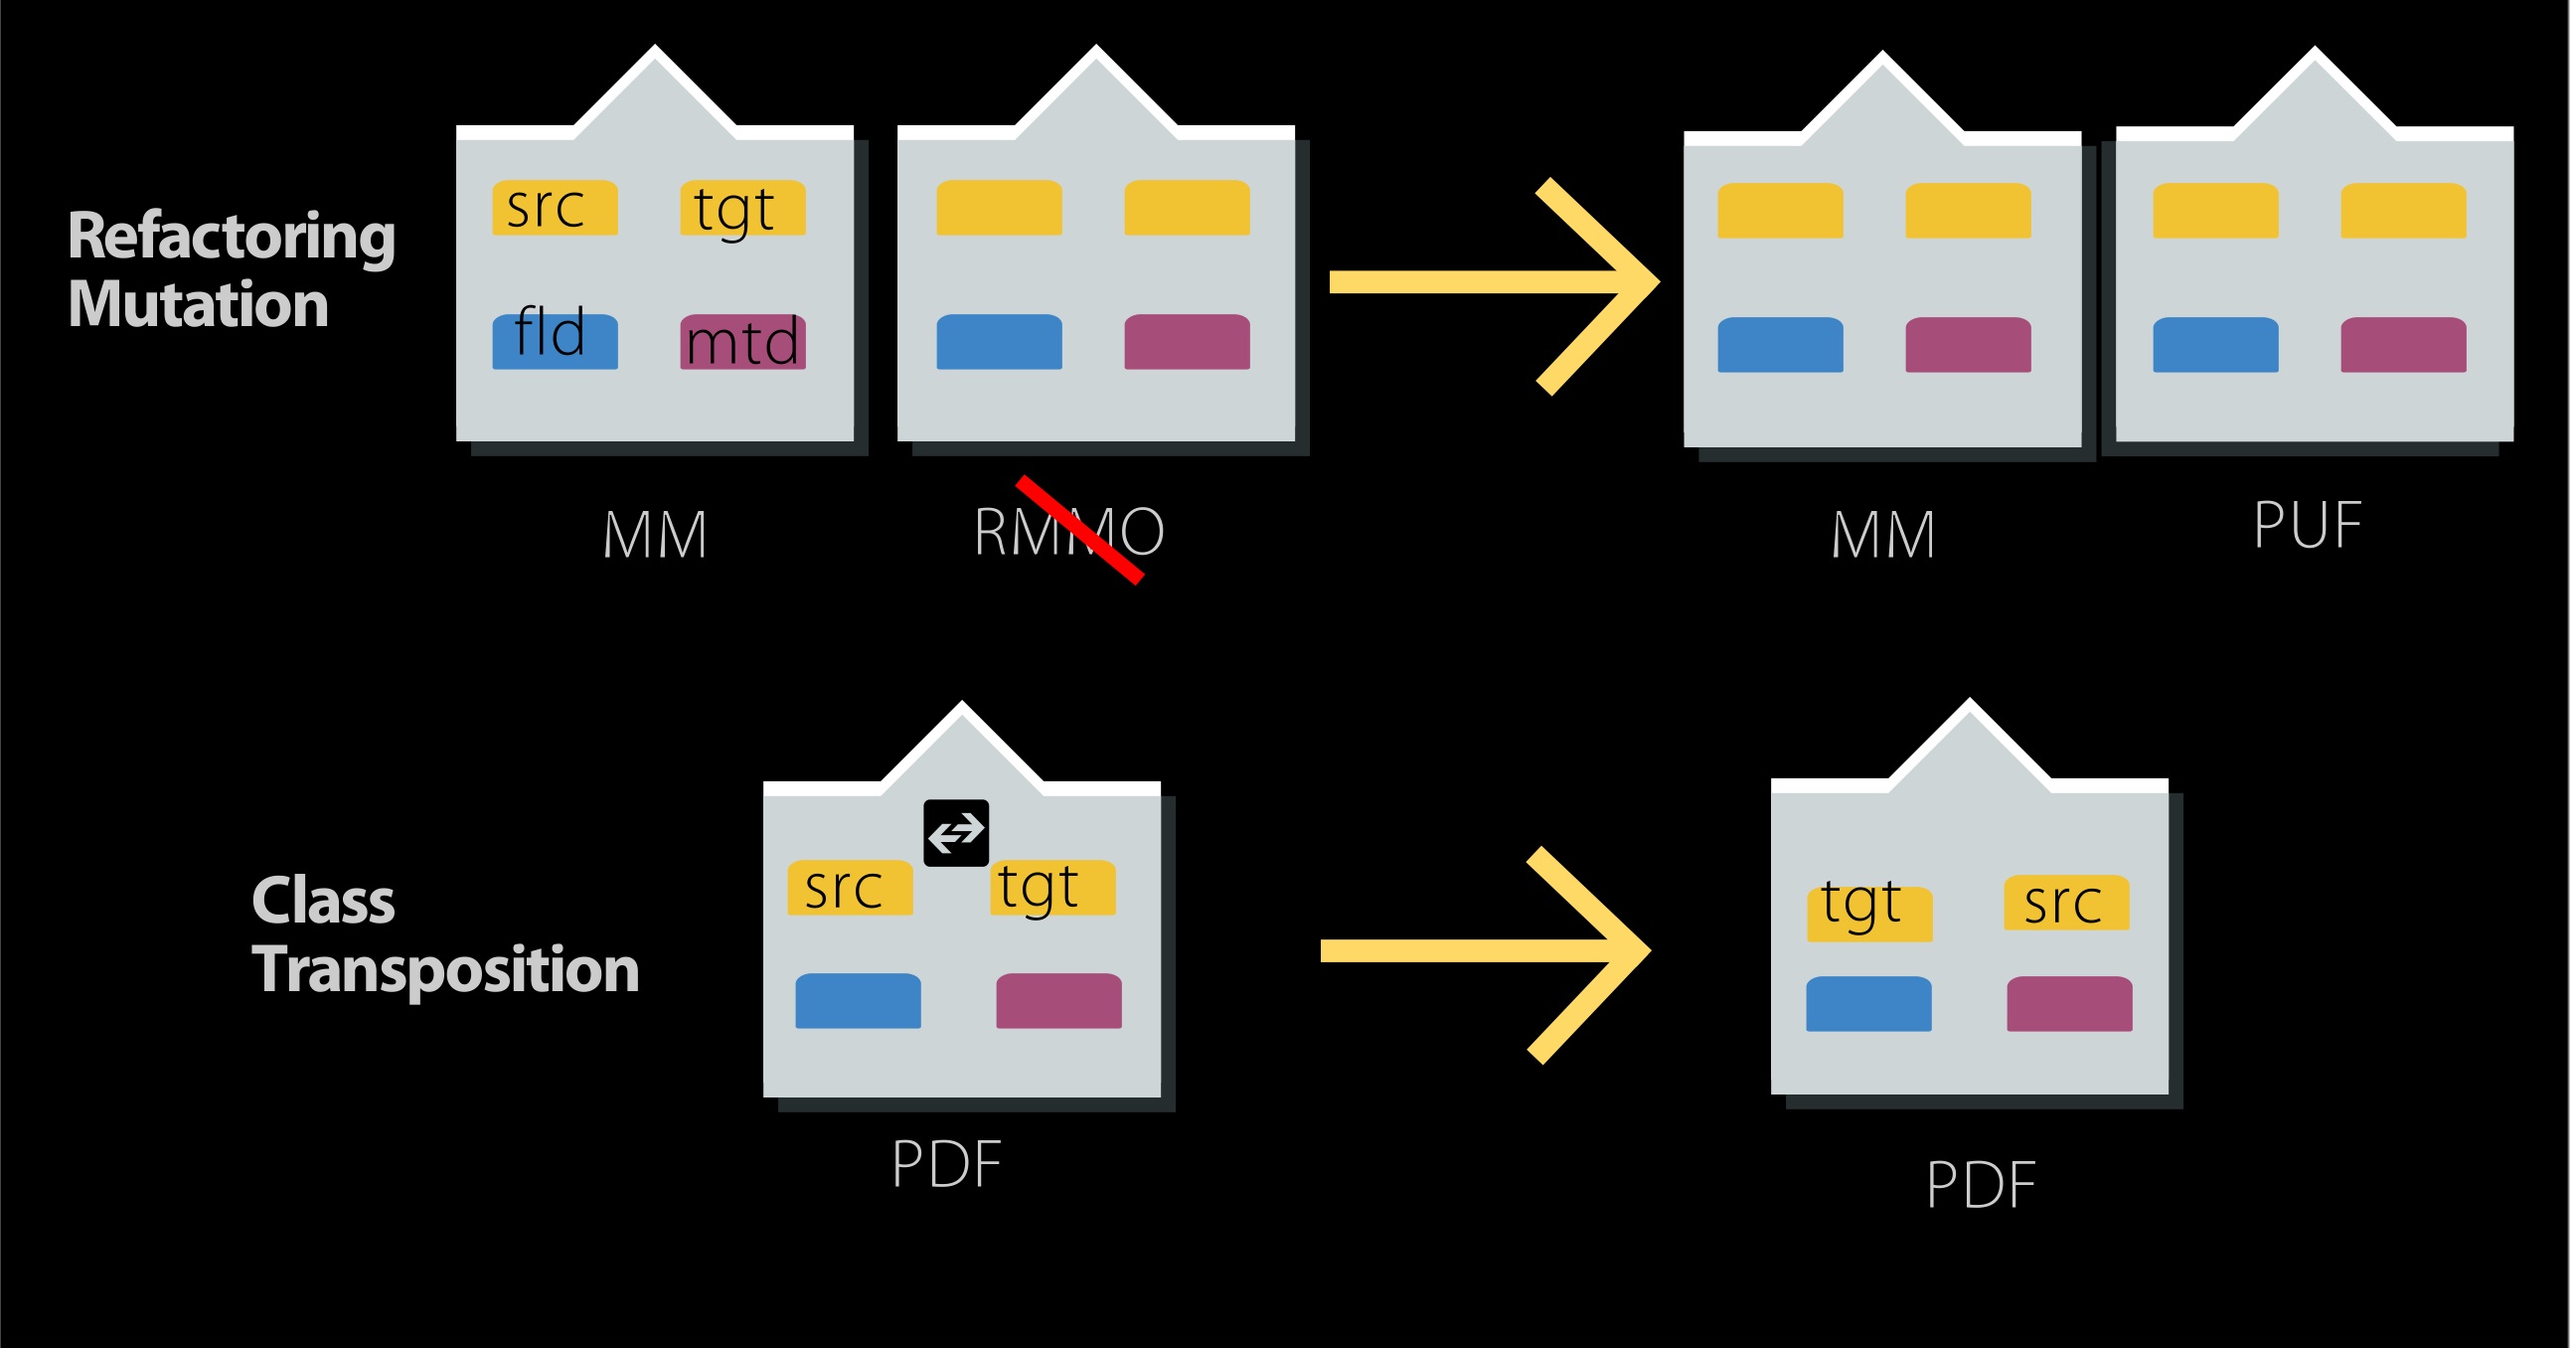 Refactoring
Mutation
src tgt
fld mtd
MM
RMMO
MM
PUF
Class
Transposition
src tgt
tgt src
PDF
PDF